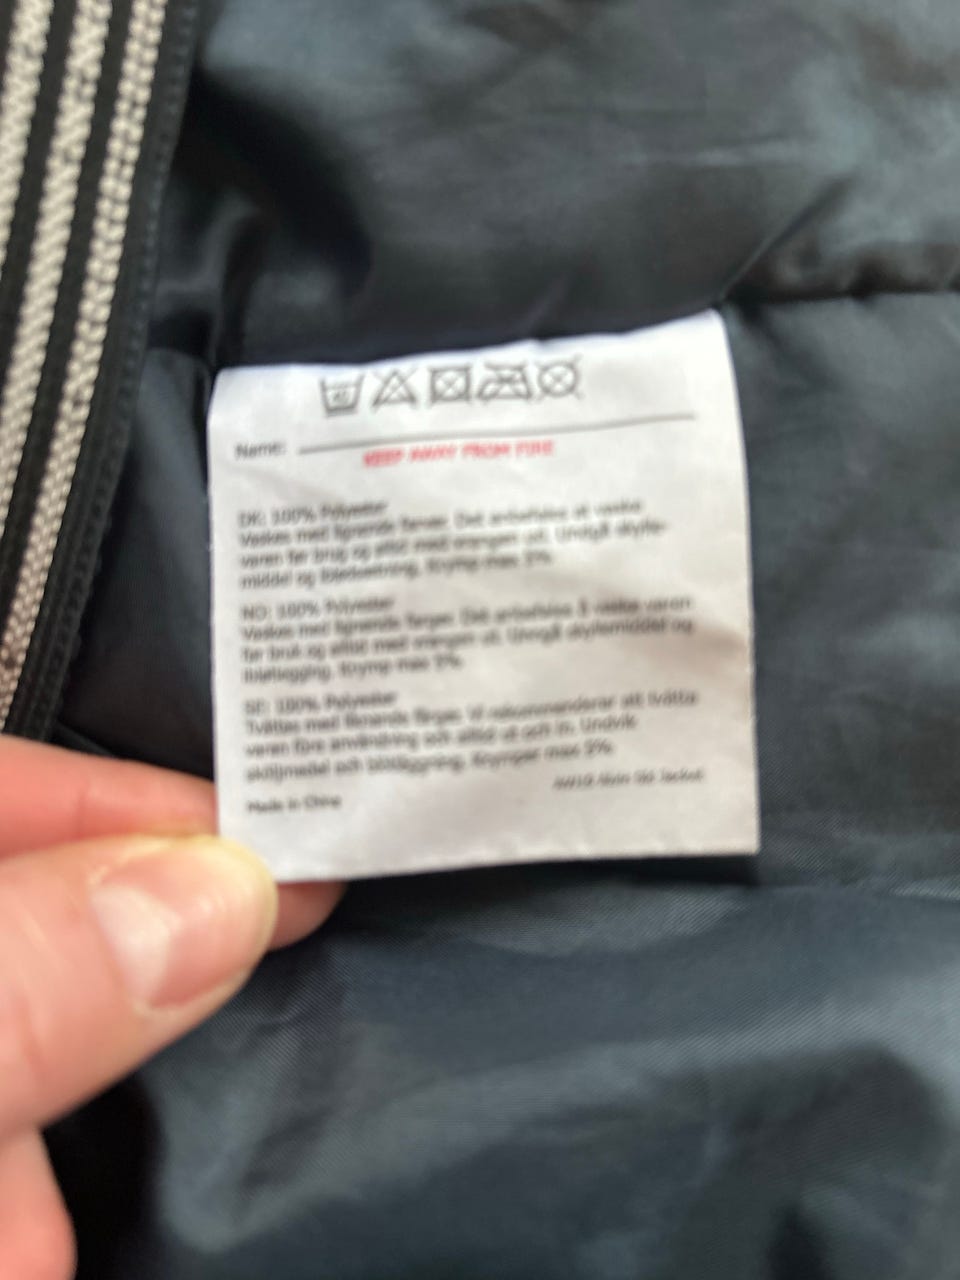 Name:
KEEP AWAY FROM FIRE
DK: 100% Polyester
Vaskes med lignende farver. Det anbefales at vaske
varen før brug og altid med vrangen ud. Undgå skylle-
middel og iblødsætning. Krymp max 3%
NO: 100% Polyester
Vaskes med lignende farger. Det anbefales å vaske varen
før bruk og alltid med vrangen ut. Unngå skyllemiddel og
bløtlegging. Krymp max 3%
SE: 100% Polyester
Tvättas med liknande färger. Vi rekommenderar att tvätta
varan före användning och alltid ut och in. Undvik
sköljmedel och blötläggning. Krymper max 3%
Ski Jacket
Made in China